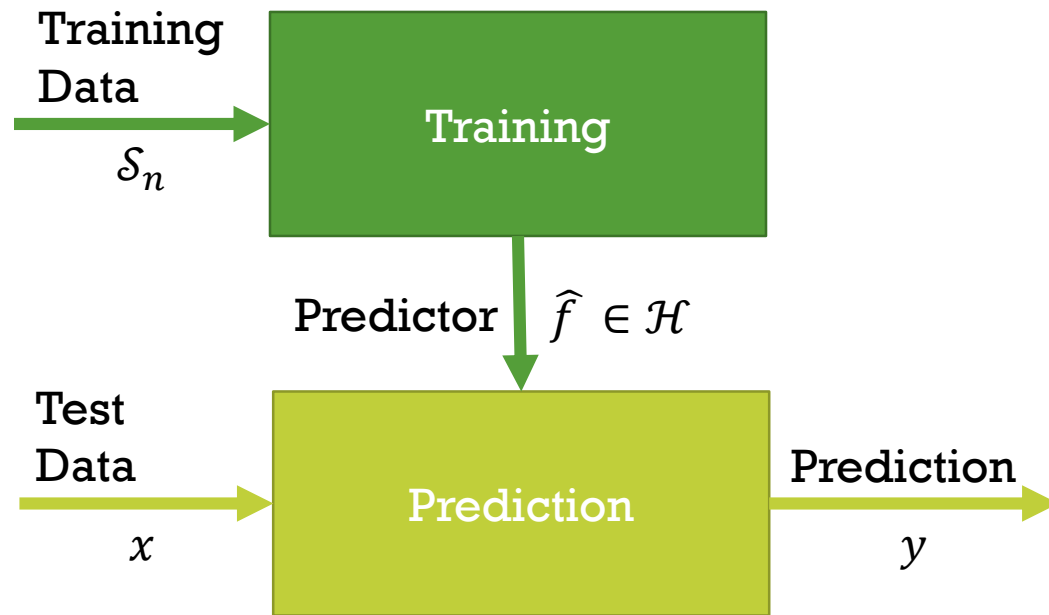 Training
Data
Training
𝒮ₙ
Predictor f̂ ∈ ℋ
Test
Data
Prediction
Prediction
x
y